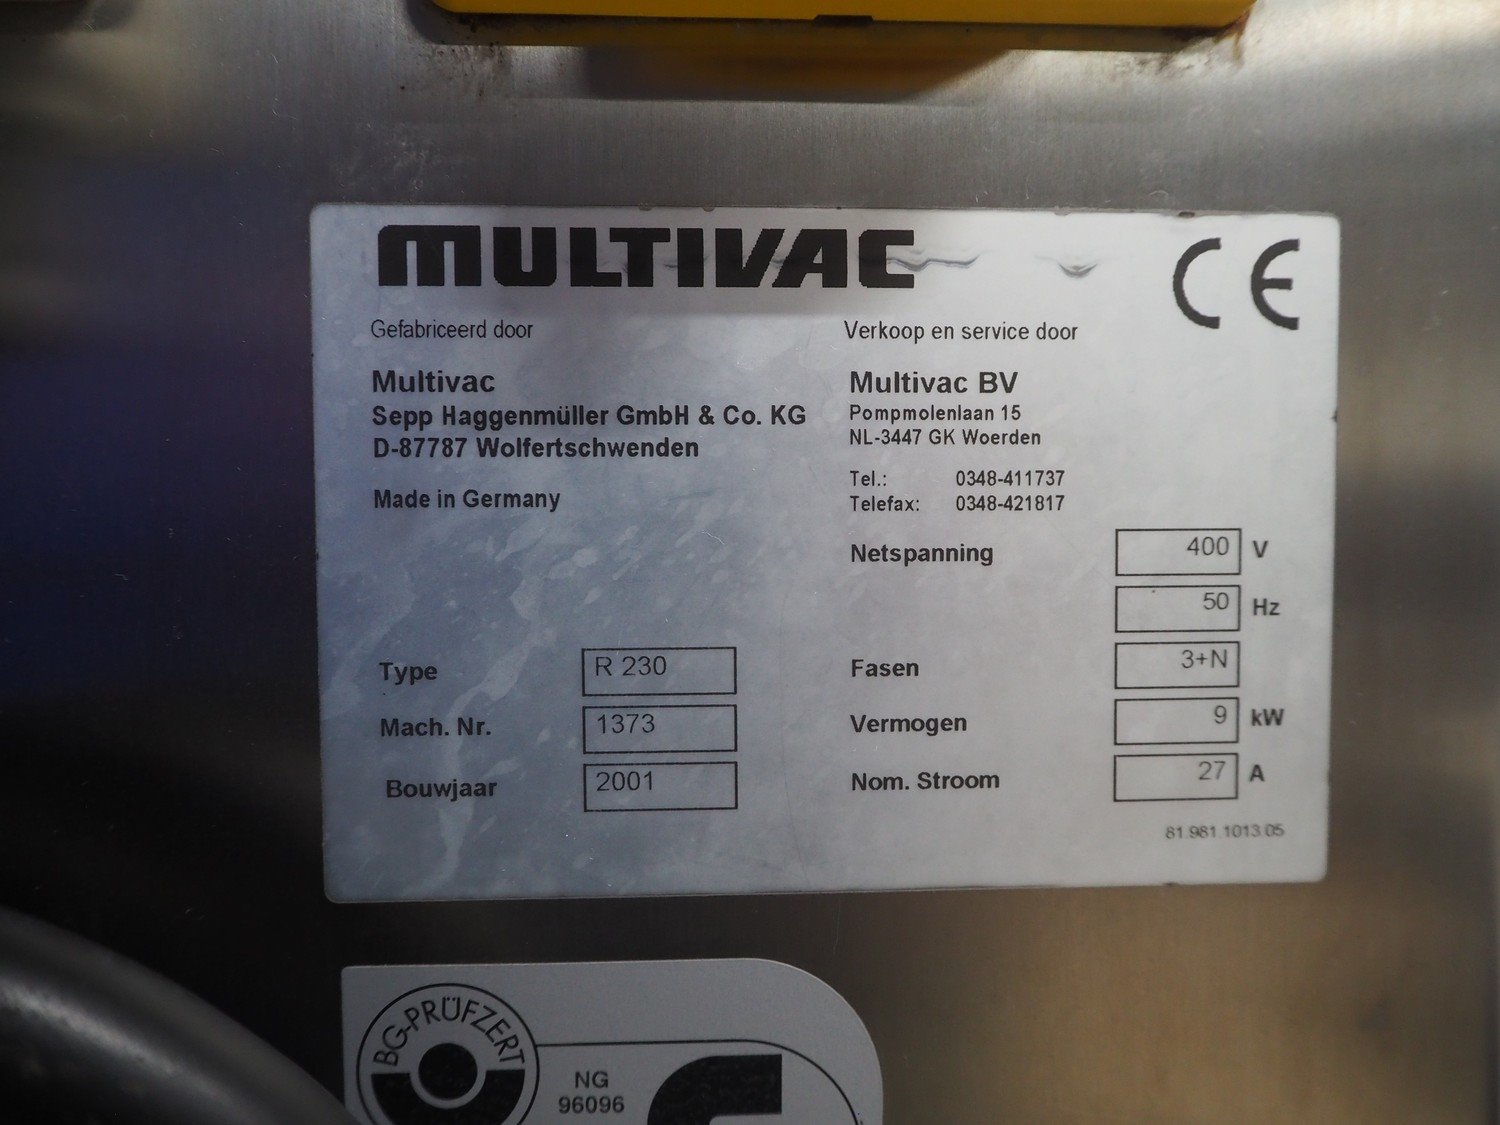 MULTIVAC
CE
Gefabriceerd door
Multivac
Sepp Haggenmüller GmbH & Co. KG
D-87787 Wolfertschwenden
Made in Germany
Verkoop en service door
Multivac BV
Pompmolenlaan 15
NL-3447 GK Woerden
Tel.: 0348-411737
Telefax: 0348-421817
Netspanning 400 V
50 Hz
Type R 230
Fasen 3+N
Mach. Nr. 1373
Vermogen 9 kW
Bouwjaar 2001
Nom. Stroom 27 A
81.981.1013.05
BG-PRÜFZERT
NG
96096